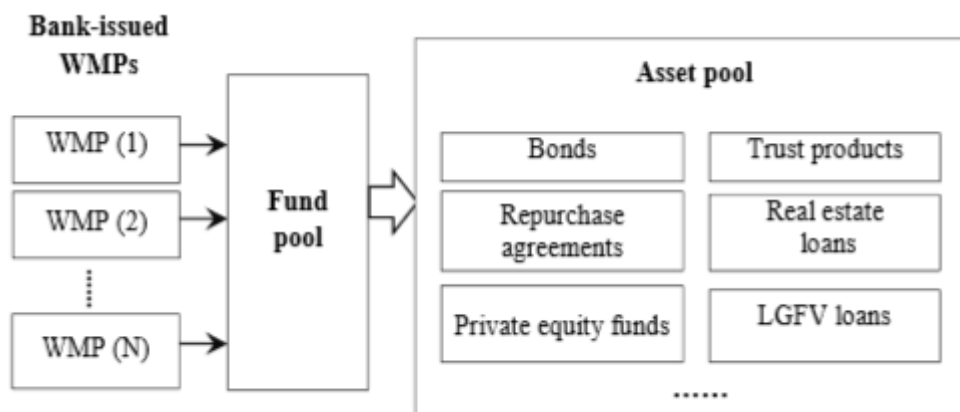 Bank-issued
WMPs
Asset pool
WMP (1)
Bonds
Trust products
WMP (2)
Fund
pool
Repurchase
agreements
Real estate
loans
WMP (N)
Private equity funds
LGFV loans
......